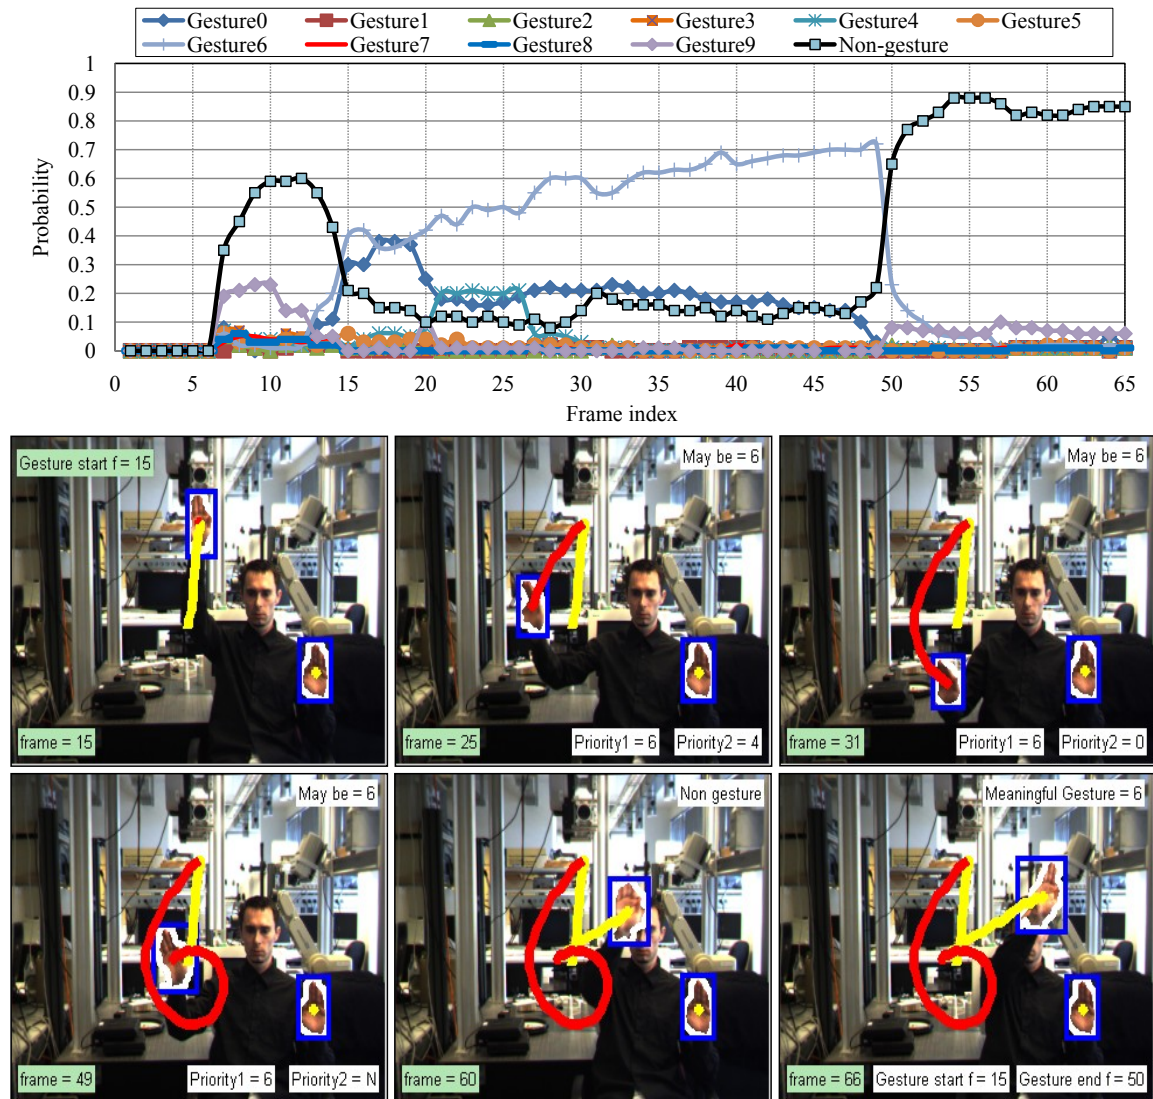 Gesture0 Gesture1 Gesture2 Gesture3 Gesture4 Gesture5
Gesture6 Gesture7 Gesture8 Gesture9 Non-gesture
1
0.9
0.8
0.7
0.6
0.5
0.4
0.3
0.2
0.1
0
Probability
0 5 10 15 20 25 30 35 40 45 50 55 60 65
Frame index
Gesture start f = 15
frame = 15
May be = 6
frame = 25 Priority1 = 6 Priority2 = 4
May be = 6
frame = 31 Priority1 = 6 Priority2 = 0
May be = 6
frame = 49 Priority1 = 6 Priority2 = N
Non gesture
frame = 60
Meaningful Gesture = 6
frame = 66 Gesture start f = 15 Gesture end f = 50